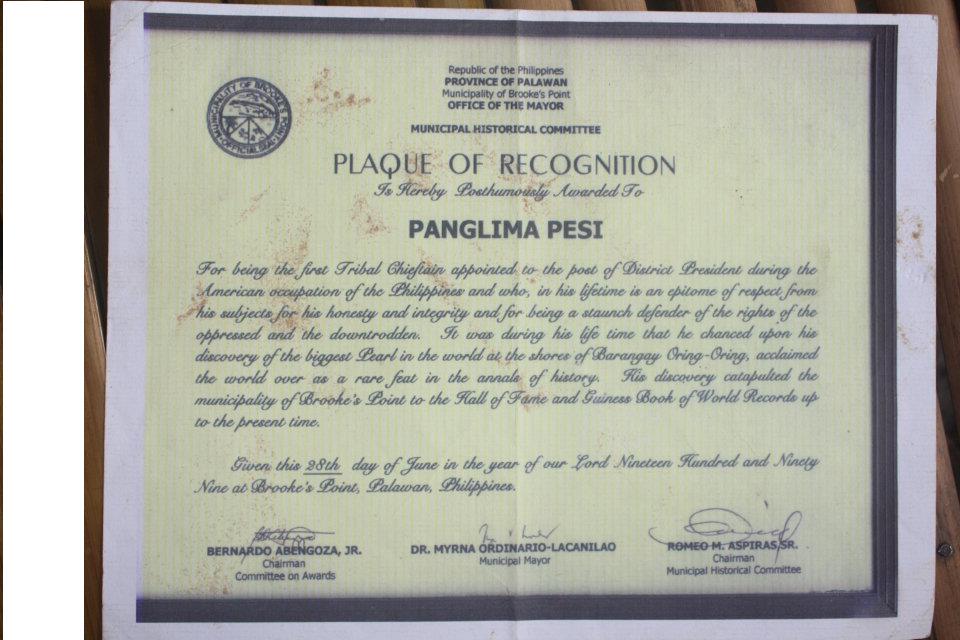 Republic of the Philippines
PROVINCE OF PALAWAN
Municipality of Brooke's Point
OFFICE OF THE MAYOR
MUNICIPALITY OF BROOKE'S POINT
OFFICIAL SEAL
MUNICIPAL HISTORICAL COMMITTEE
PLAQUE OF RECOGNITION
Is Hereby Posthumously Awarded To
PANGLIMA PESI
For being the first Tribal Chieftain appointed to the post of District President during the
American occupation of the Philippines and who, in his lifetime is an epitome of respect from
his subjects for his honesty and integrity and for being a staunch defender of the rights of the
oppressed and the downtrodden. It was during his life time that he chanced upon his
discovery of the biggest Pearl in the world at the shores of Barangay Oring-Oring, acclaimed
the world over as a rare feat in the annals of history. His discovery catapulted the
municipality of Brooke's Point to the Hall of Fame and Guiness Book of World Records up
to the present time.
Given this 28th day of June in the year of our Lord Nineteen Hundred and Ninety
Nine at Brooke's Point, Palawan, Philippines.
BERNARDO ABENGOZA, JR.
Chairman
Committee on Awards
DR. MYRNA ORDINARIO-LACANILAO
Municipal Mayor
ROMEO M. ASPIRAS,SR.
Chairman
Municipal Historical Committee